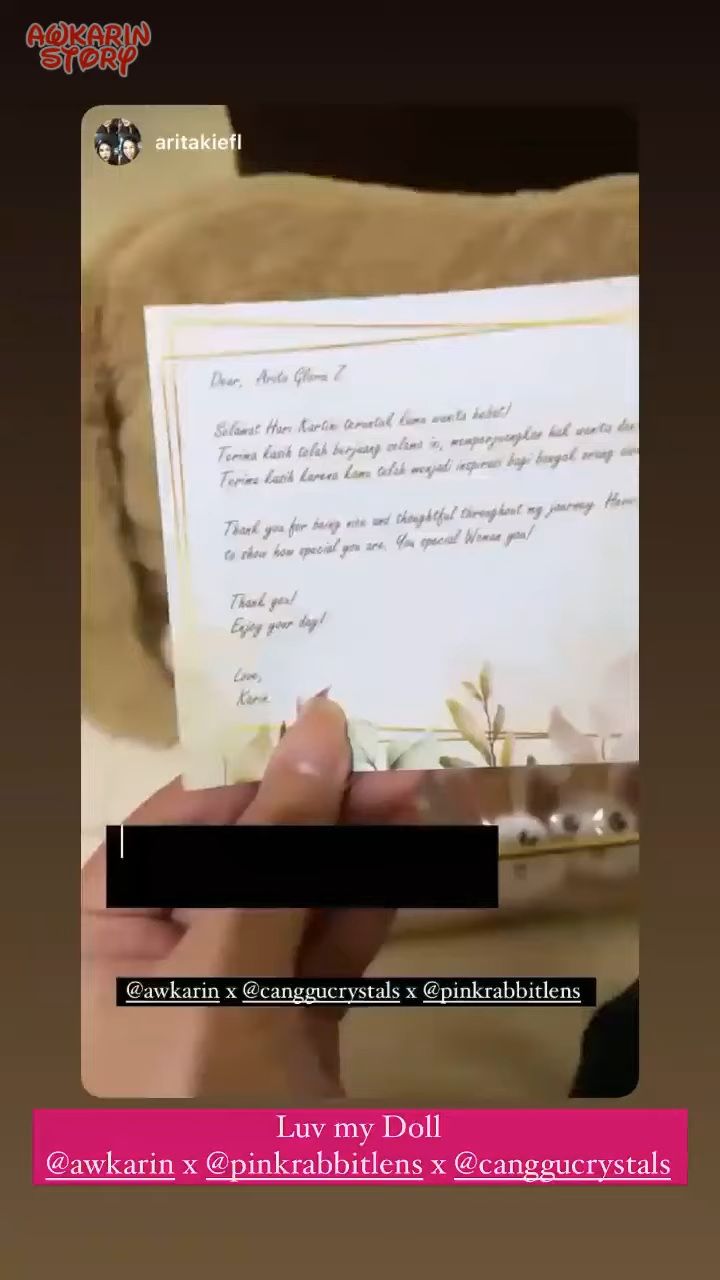 AWKARIN
STORY
aritakiefl
Dear, Arita Gloria Z
Selamat Hari Kartini teruntuk kamu wanita hebat!
Terima kasih telah berjuang selama ini, memperjuangkan hak wanita dan
Terima kasih karena kamu telah menjadi inspirasi bagi banyak orang
Thank you for being nice and thoughtful throughout my journey.
to show how special you are. You special Woman you!
Thank you!
Enjoy your day!
Love,
Karin
@awkarin x @canggucrystals x @pinkrabbitlens
Luv my Doll
@awkarin x @pinkrabbitlens x @canggucrystals